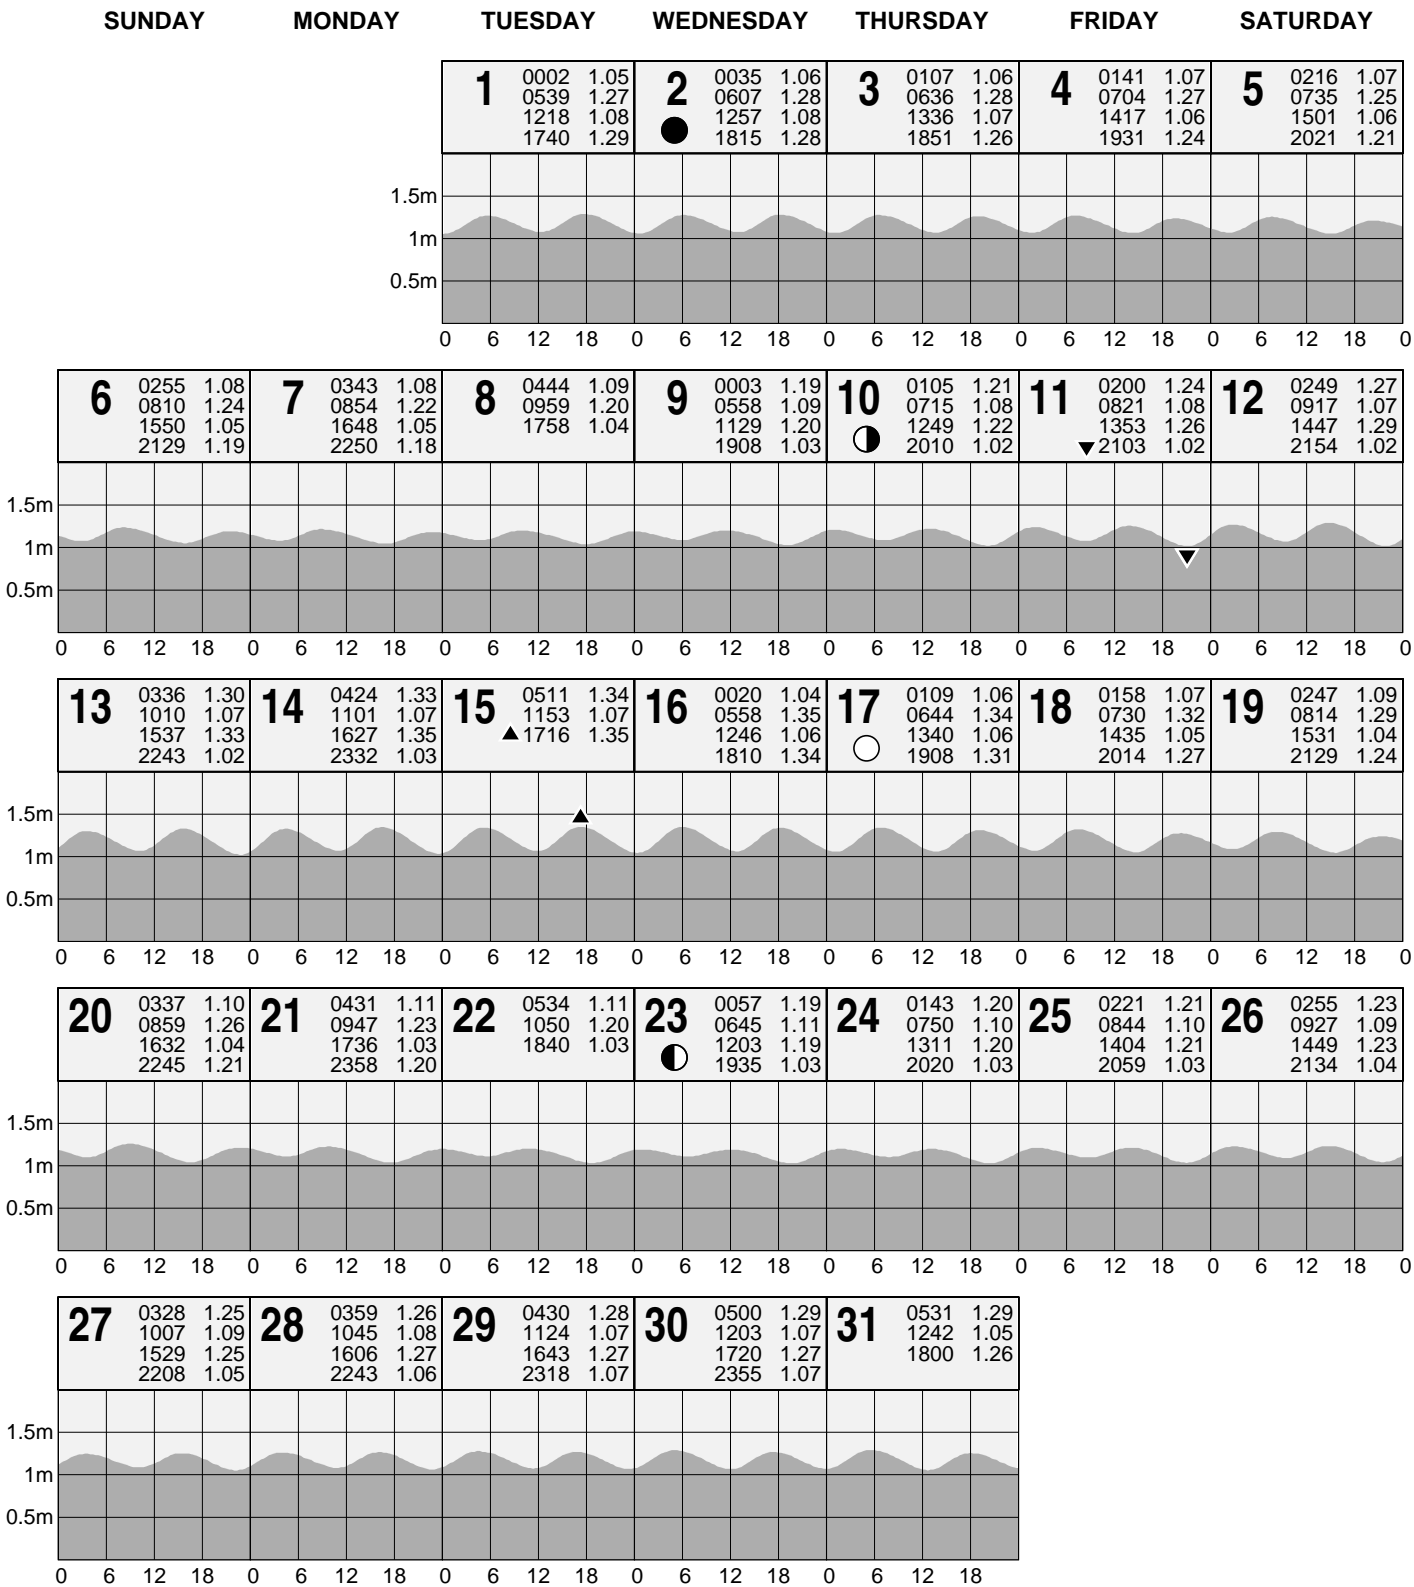 SUNDAY MONDAY TUESDAY WEDNESDAY THURSDAY FRIDAY SATURDAY
1 0002 1.05
0539 1.27
1218 1.08
1740 1.29
2 0035 1.06
0607 1.28
1257 1.08
1815 1.28
3 0107 1.06
0636 1.28
1336 1.07
1851 1.26
4 0141 1.07
0704 1.27
1417 1.06
1931 1.24
5 0216 1.07
0735 1.25
1501 1.06
2021 1.21
1.5m
1m
0.5m
0 6 12 18 0 6 12 18 0 6 12 18 0 6 12 18 0 6 12 18 0
6 0255 1.08
0810 1.24
1550 1.05
2129 1.19
7 0343 1.08
0854 1.22
1648 1.05
2250 1.18
8 0444 1.09
0959 1.20
1758 1.04
9 0003 1.19
0558 1.09
1129 1.20
1908 1.03
10 0105 1.21
0715 1.08
1249 1.22
2010 1.02
11 0200 1.24
0821 1.08
1353 1.26
2103 1.02
12 0249 1.27
0917 1.07
1447 1.29
2154 1.02
1.5m
1m
0.5m
0 6 12 18 0 6 12 18 0 6 12 18 0 6 12 18 0 6 12 18 0 6 12 18 0 6 12 18 0
13 0336 1.30
1010 1.07
1537 1.33
2243 1.02
14 0424 1.33
1101 1.07
1627 1.35
2332 1.03
15 0511 1.34
1153 1.07
1716 1.35
16 0020 1.04
0558 1.35
1246 1.06
1810 1.34
17 0109 1.06
0644 1.34
1340 1.06
1908 1.31
18 0158 1.07
0730 1.32
1435 1.05
2014 1.27
19 0247 1.09
0814 1.29
1531 1.04
2129 1.24
1.5m
1m
0.5m
0 6 12 18 0 6 12 18 0 6 12 18 0 6 12 18 0 6 12 18 0 6 12 18 0 6 12 18 0
20 0337 1.10
0859 1.26
1632 1.04
2245 1.21
21 0431 1.11
0947 1.23
1736 1.03
2358 1.20
22 0534 1.11
1050 1.20
1840 1.03
23 0057 1.19
0645 1.11
1203 1.19
1935 1.03
24 0143 1.20
0750 1.10
1311 1.20
2020 1.03
25 0221 1.21
0844 1.10
1404 1.21
2059 1.03
26 0255 1.23
0927 1.09
1449 1.23
2134 1.04
1.5m
1m
0.5m
0 6 12 18 0 6 12 18 0 6 12 18 0 6 12 18 0 6 12 18 0 6 12 18 0 6 12 18 0
27 0328 1.25
1007 1.09
1529 1.25
2208 1.05
28 0359 1.26
1045 1.08
1606 1.27
2243 1.06
29 0430 1.28
1124 1.07
1643 1.27
2318 1.07
30 0500 1.29
1203 1.07
1720 1.27
2355 1.07
31 0531 1.29
1242 1.05
1800 1.26
1.5m
1m
0.5m
0 6 12 18 0 6 12 18 0 6 12 18 0 6 12 18 0 6 12 18